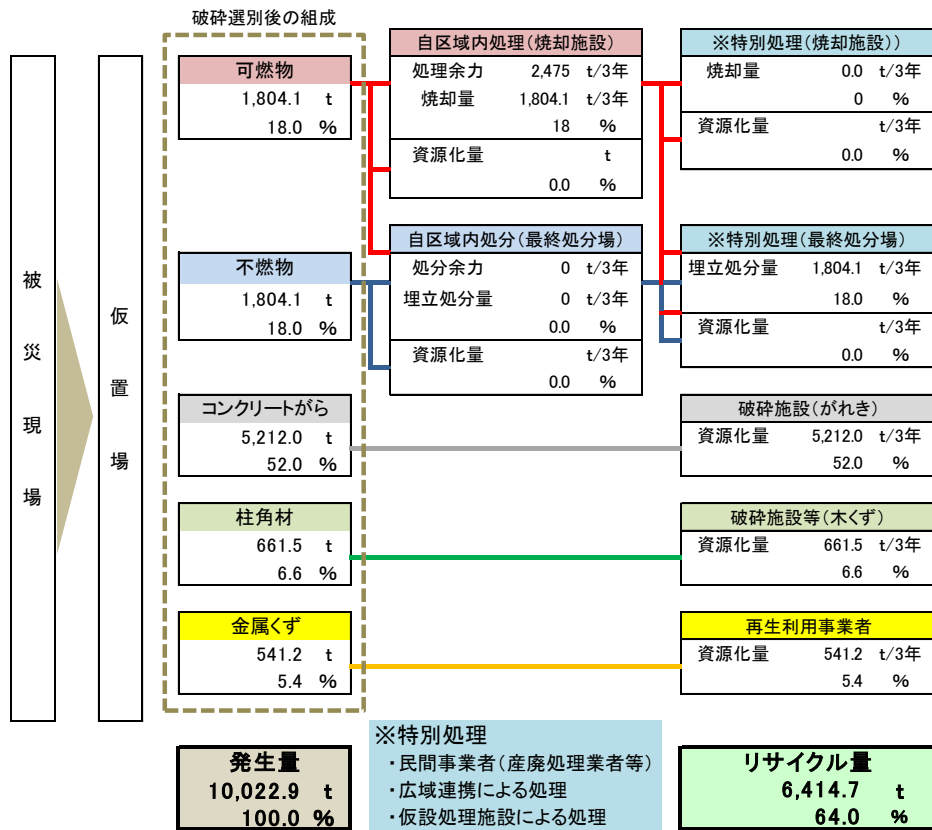 破砕選別後の組成
被災現場
仮置場
可燃物
1,804.1 t
18.0 %
自区域内処理(焼却施設)
処理余力 2,475 t/3年
焼却量 1,804.1 t/3年
18 %
資源化量 t
0.0 %
※特別処理(焼却施設))
焼却量 0.0 t/3年
0 %
資源化量 t/3年
0.0 %
不燃物
1,804.1 t
18.0 %
自区域内処分(最終処分場)
処分余力 0 t/3年
埋立処分量 0 t/3年
0.0 %
資源化量 t/3年
0.0 %
※特別処理(最終処分場)
埋立処分量 1,804.1 t/3年
18.0 %
資源化量 t/3年
0.0 %
コンクリートがら
5,212.0 t
52.0 %
破砕施設(がれき)
資源化量 5,212.0 t/3年
52.0 %
柱角材
661.5 t
6.6 %
破砕施設等(木くず)
資源化量 661.5 t/3年
6.6 %
金属くず
541.2 t
5.4 %
再生利用事業者
資源化量 541.2 t/3年
5.4 %
発生量
10,022.9 t
100.0 %
※特別処理
・民間事業者(産廃処理業者等)
・広域連携による処理
・仮設処理施設による処理
リサイクル量
6,414.7 t
64.0 %